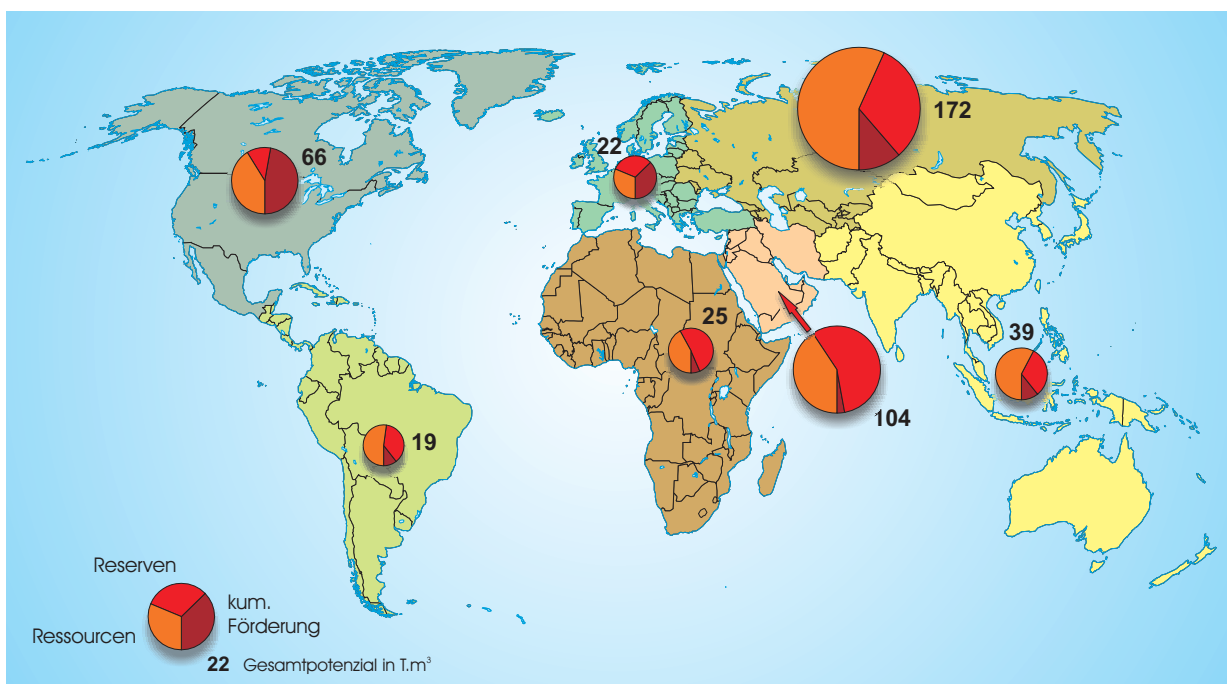 172
22
66
25
39
104
19
Reserven
kum.
Förderung
Ressourcen
22 Gesamtpotenzial in T.m³